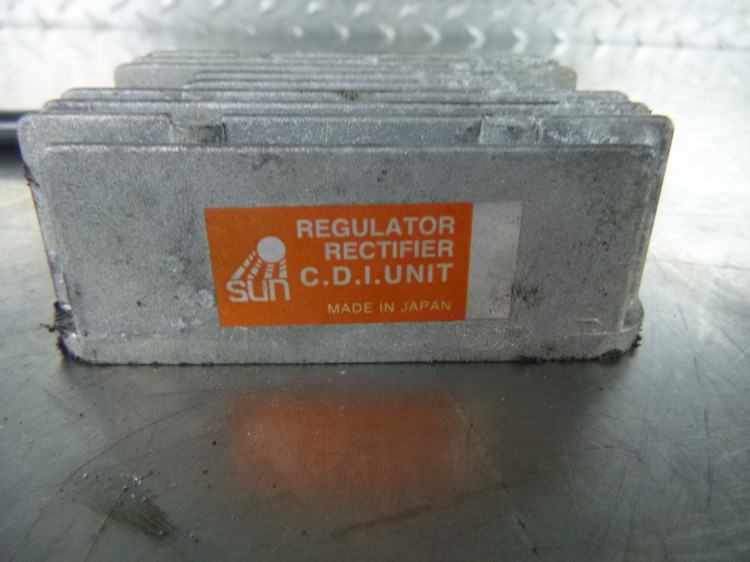 REGULATOR
RECTIFIER
C.D.I.UNIT
sun
MADE IN JAPAN